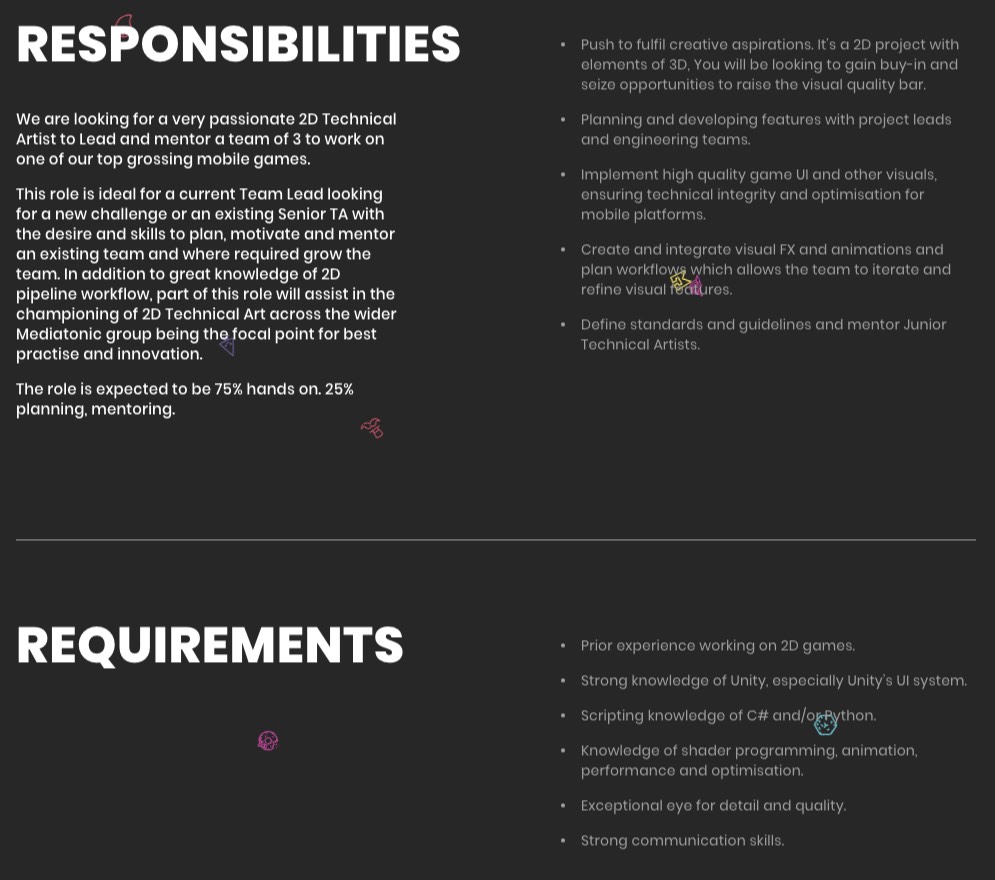 RESPONSIBILITIES
We are looking for a very passionate 2D Technical
Artist to Lead and mentor a team of 3 to work on
one of our top grossing mobile games.
This role is ideal for a current Team Lead looking
for a new challenge or an existing Senior TA with
the desire and skills to plan, motivate and mentor
an existing team and where required grow the
team. In addition to great knowledge of 2D
pipeline workflow, part of this role will assist in the
championing of 2D Technical Art across the wider
Mediatonic group being the focal point for best
practise and innovation.
The role is expected to be 75% hands on. 25%
planning, mentoring.
• Push to fulfil creative aspirations. It's a 2D project with
elements of 3D, You will be looking to gain buy-in and
seize opportunities to raise the visual quality bar.
• Planning and developing features with project leads
and engineering teams.
• Implement high quality game UI and other visuals,
ensuring technical integrity and optimisation for
mobile platforms.
• Create and integrate visual FX and animations and
plan workflows which allows the team to iterate and
refine visual features.
• Define standards and guidelines and mentor Junior
Technical Artists.
REQUIREMENTS
• Prior experience working on 2D games.
• Strong knowledge of Unity, especially Unity's UI system.
• Scripting knowledge of C# and/or Python.
• Knowledge of shader programming, animation,
performance and optimisation.
• Exceptional eye for detail and quality.
• Strong communication skills.